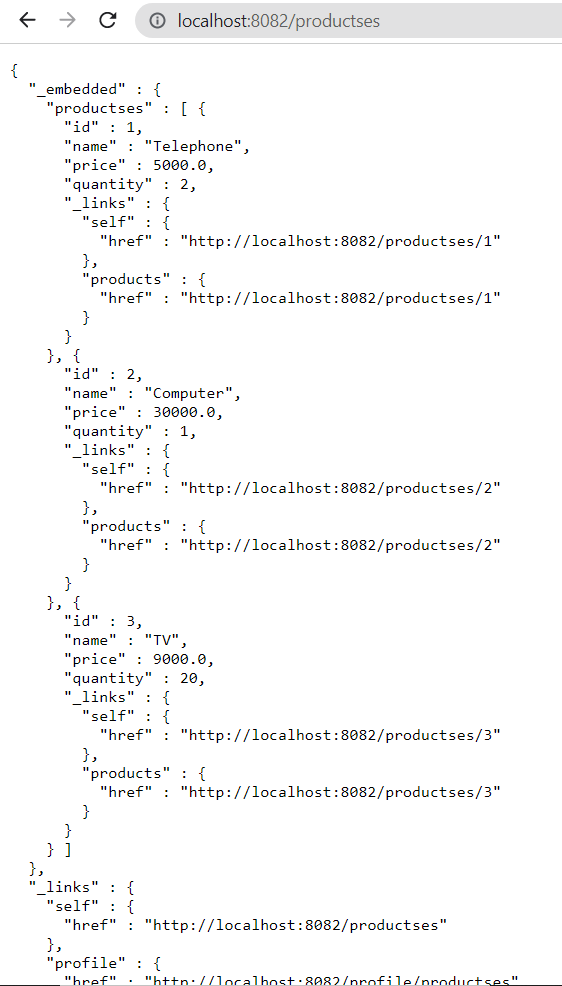 localhost:8082/productses
{
  "_embedded" : {
    "productses" : [ {
      "id" : 1,
      "name" : "Telephone",
      "price" : 5000.0,
      "quantity" : 2,
      "_links" : {
        "self" : {
          "href" : "http://localhost:8082/productses/1"
        },
        "products" : {
          "href" : "http://localhost:8082/productses/1"
        }
      }
    }, {
      "id" : 2,
      "name" : "Computer",
      "price" : 30000.0,
      "quantity" : 1,
      "_links" : {
        "self" : {
          "href" : "http://localhost:8082/productses/2"
        },
        "products" : {
          "href" : "http://localhost:8082/productses/2"
        }
      }
    }, {
      "id" : 3,
      "name" : "TV",
      "price" : 9000.0,
      "quantity" : 20,
      "_links" : {
        "self" : {
          "href" : "http://localhost:8082/productses/3"
        },
        "products" : {
          "href" : "http://localhost:8082/productses/3"
        }
      }
    } ]
  },
  "_links" : {
    "self" : {
      "href" : "http://localhost:8082/productses"
    },
    "profile" : {
      "href" : "http://localhost:8082/profile/productses"